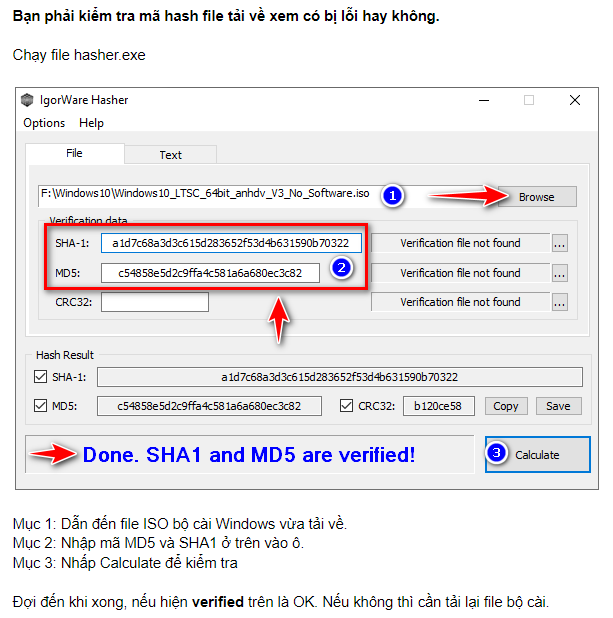 Bạn phải kiểm tra mã hash file tải về xem có bị lỗi hay không.
Chạy file hasher.exe
IgorWare Hasher
Options Help
File Text
F:\Windows10\Windows10_LTSC_64bit_anhdv_V3_No_Software.iso 1 Browse
Verification data
SHA-1: a1d7c68a3d3c615d283652f53d4b631590b70322 Verification file not found ...
MD5: c54858e5d2c9ffa4c581a6a680ec3c82 2 Verification file not found ...
CRC32: Verification file not found ...
Hash Result
SHA-1: a1d7c68a3d3c615d283652f53d4b631590b70322
MD5: c54858e5d2c9ffa4c581a6a680ec3c82 CRC32: b120ce58 Copy Save
Done. SHA1 and MD5 are verified! 3 Calculate
Mục 1: Dẫn đến file ISO bộ cài Windows vừa tải về.
Mục 2: Nhập mã MD5 và SHA1 ở trên vào ô.
Mục 3: Nhấp Calculate để kiểm tra
Đợi đến khi xong, nếu hiện verified trên là OK. Nếu không thì cần tải lại file bộ cài.